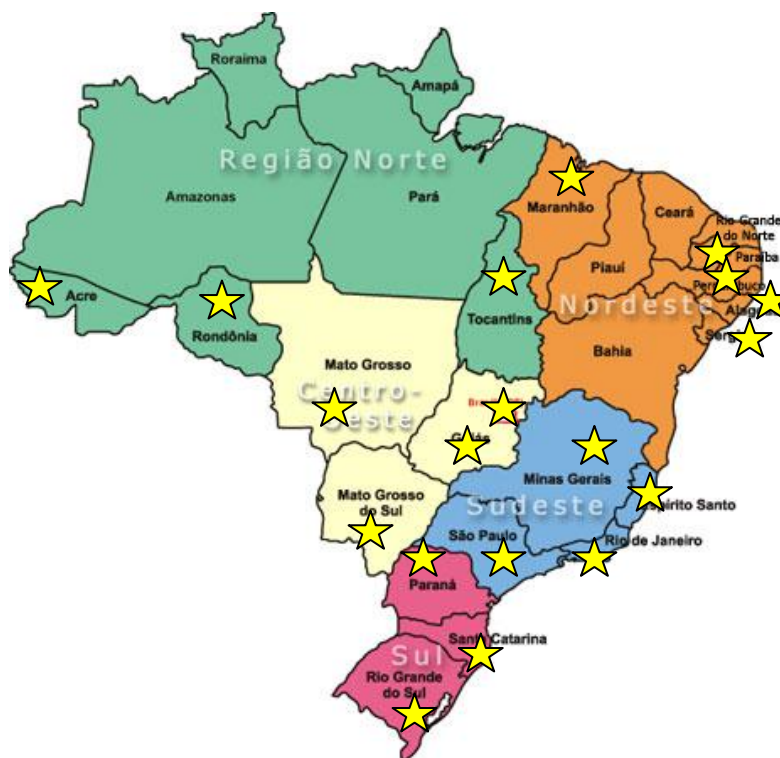 Roraima
Amapá
Região Norte
Amazonas
Pará
Maranhão
Ceará
Rio Grande
do Norte
Paraíba
Piauí
Acre
Nordeste
Rondônia
Tocantins
Bahia
Mato Grosso
Centro-
Oeste
Goiás
Minas Gerais
Mato Grosso
do Sul
Sudeste
Espírito Santo
São Paulo
Rio de Janeiro
Paraná
Santa Catarina
Sul
Rio Grande
do Sul